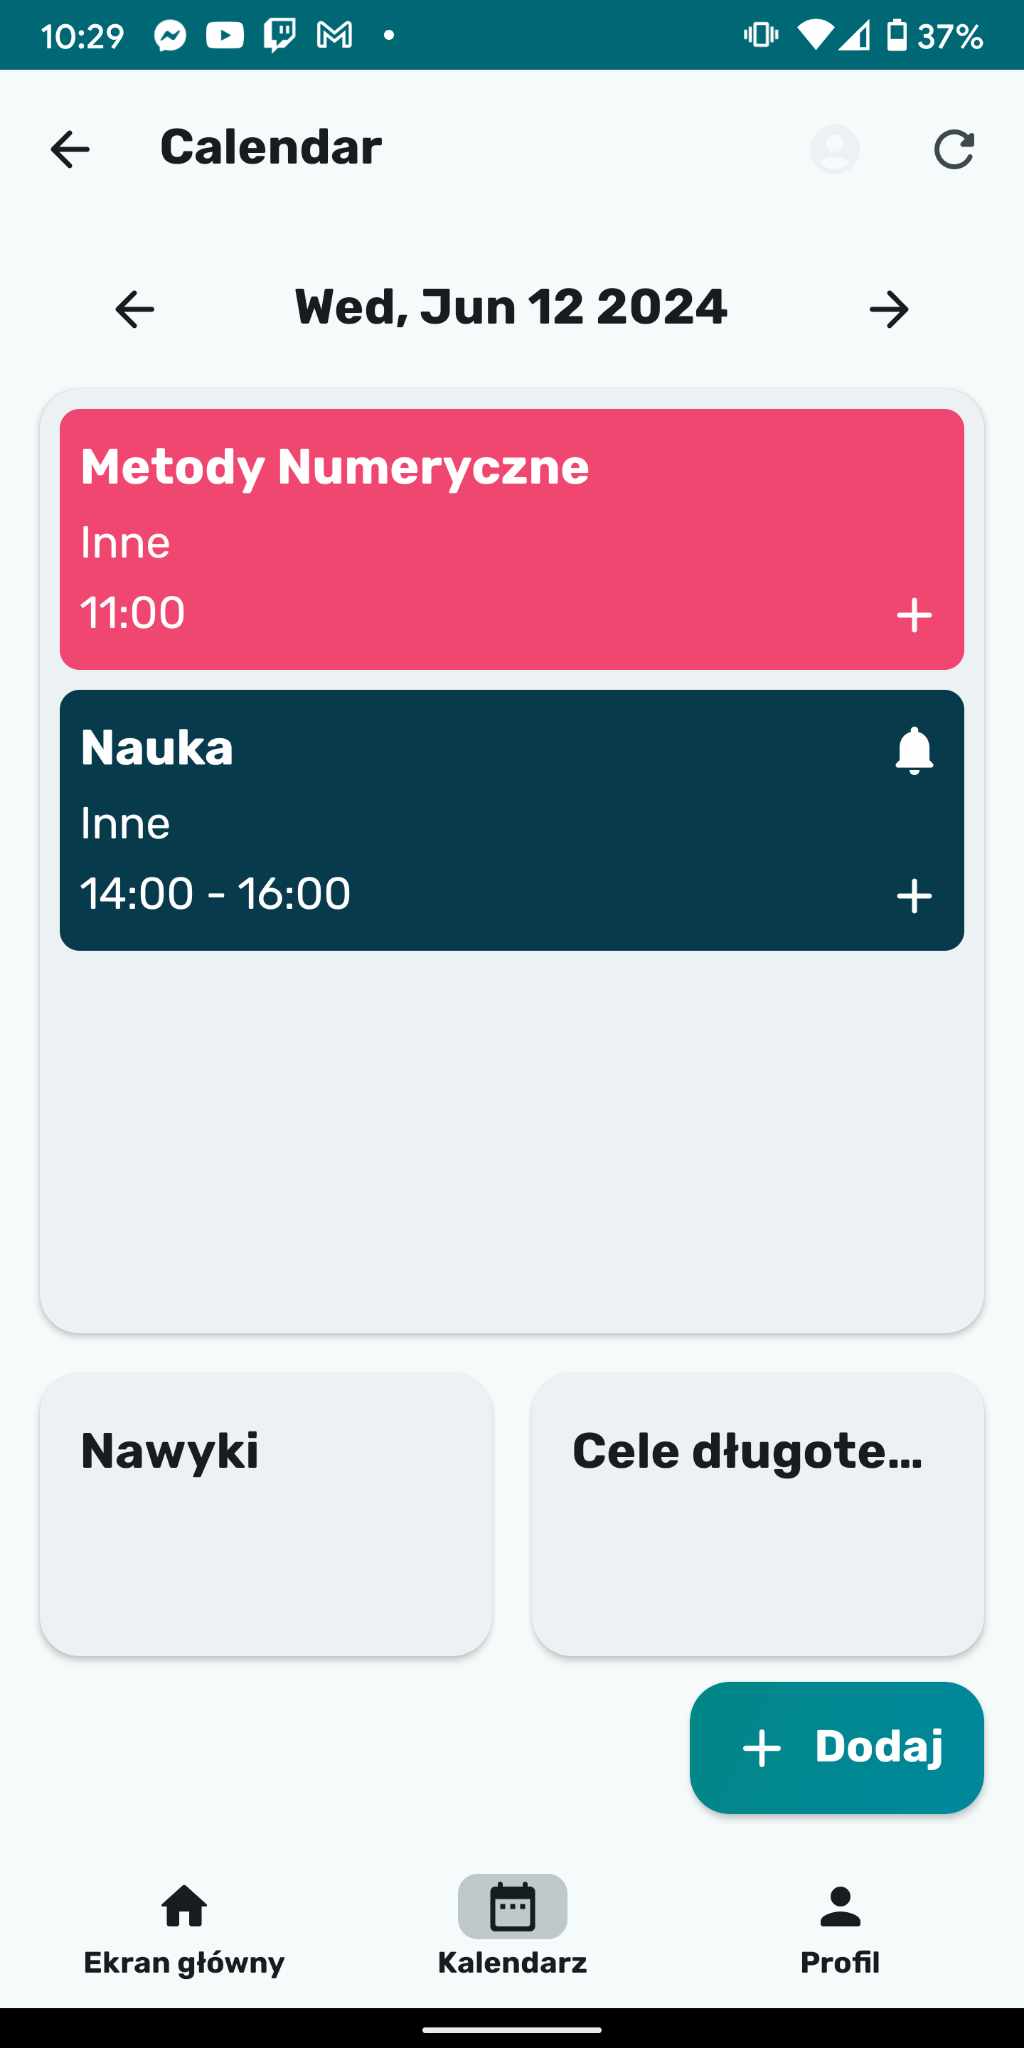 10:29
37%
Calendar
Wed, Jun 12 2024
Metody Numeryczne
Inne
11:00
Nauka
Inne
14:00 - 16:00
Nawyki
Cele długote...
Dodaj
Ekran główny
Kalendarz
Profil